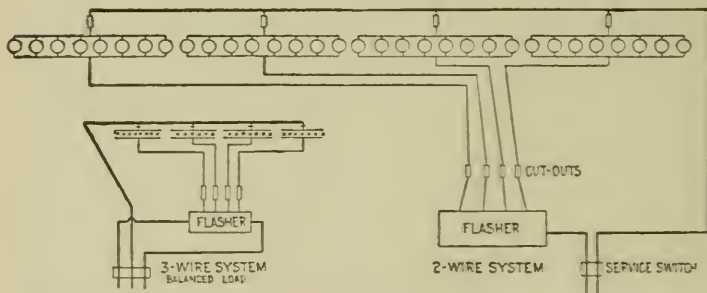 CUT-OUTS
FLASHER
FLASHER
3-WIRE SYSTEM
BALANCED LOAD
2-WIRE SYSTEM
SERVICE SWITCH